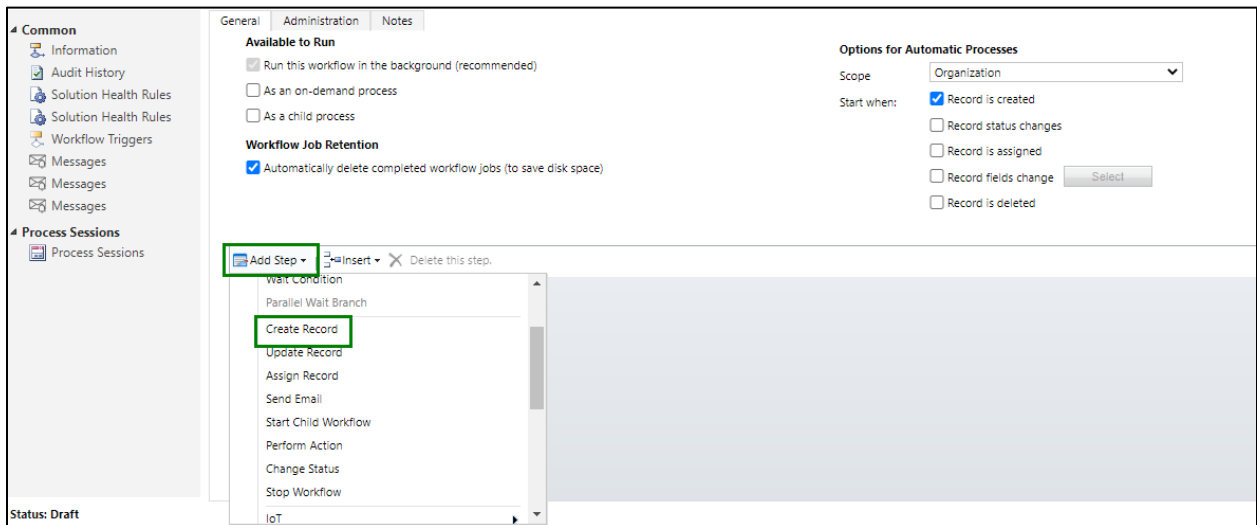 Common
Information
Audit History
Solution Health Rules
Solution Health Rules
Workflow Triggers
Messages
Messages
Messages
Process Sessions
Process Sessions
Status: Draft
General Administration Notes
Available to Run
Run this workflow in the background (recommended)
As an on-demand process
As a child process
Workflow Job Retention
Automatically delete completed workflow jobs (to save disk space)
Options for Automatic Processes
Scope Organization
Start when: Record is created
Record status changes
Record is assigned
Record fields change Select
Record is deleted
Add Step Insert Delete this step.
Wait Condition
Parallel Wait Branch
Create Record
Update Record
Assign Record
Send Email
Start Child Workflow
Perform Action
Change Status
Stop Workflow
IoT